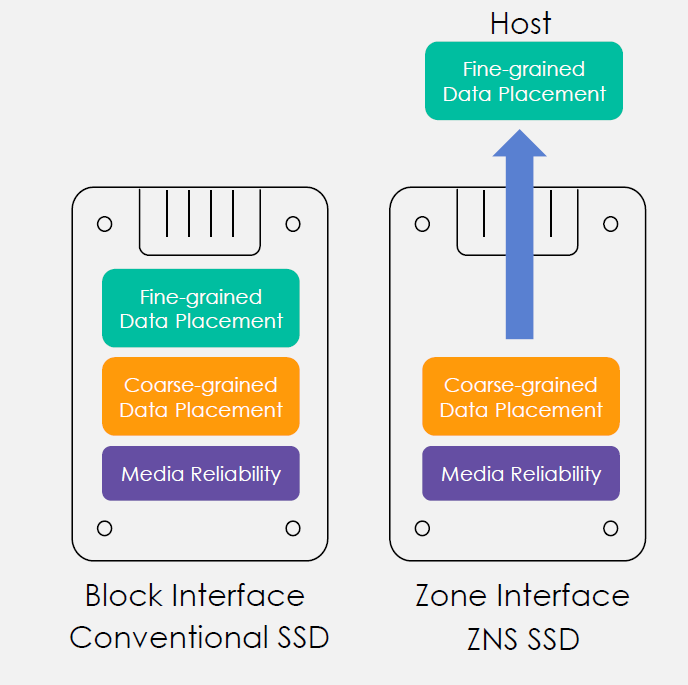 Host
Fine-grained
Data Placement
Fine-grained
Data Placement
Coarse-grained
Data Placement
Media Reliability
Block Interface
Conventional SSD
Coarse-grained
Data Placement
Media Reliability
Zone Interface
ZNS SSD